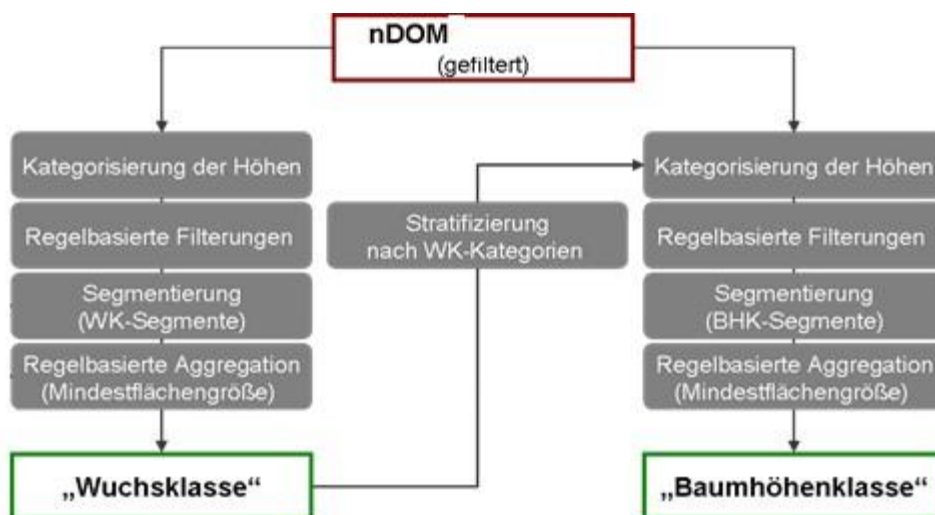 nDOM
(gefiltert)
Kategorisierung der Höhen
Regelbasierte Filterungen
Segmentierung
(WK-Segmente)
Regelbasierte Aggregation
(Mindestflächengröße)
„Wuchsklasse“
Stratifizierung
nach WK-Kategorien
Kategorisierung der Höhen
Regelbasierte Filterungen
Segmentierung
(BHK-Segmente)
Regelbasierte Aggregation
(Mindestflächengröße)
„Baumhöhenklasse“